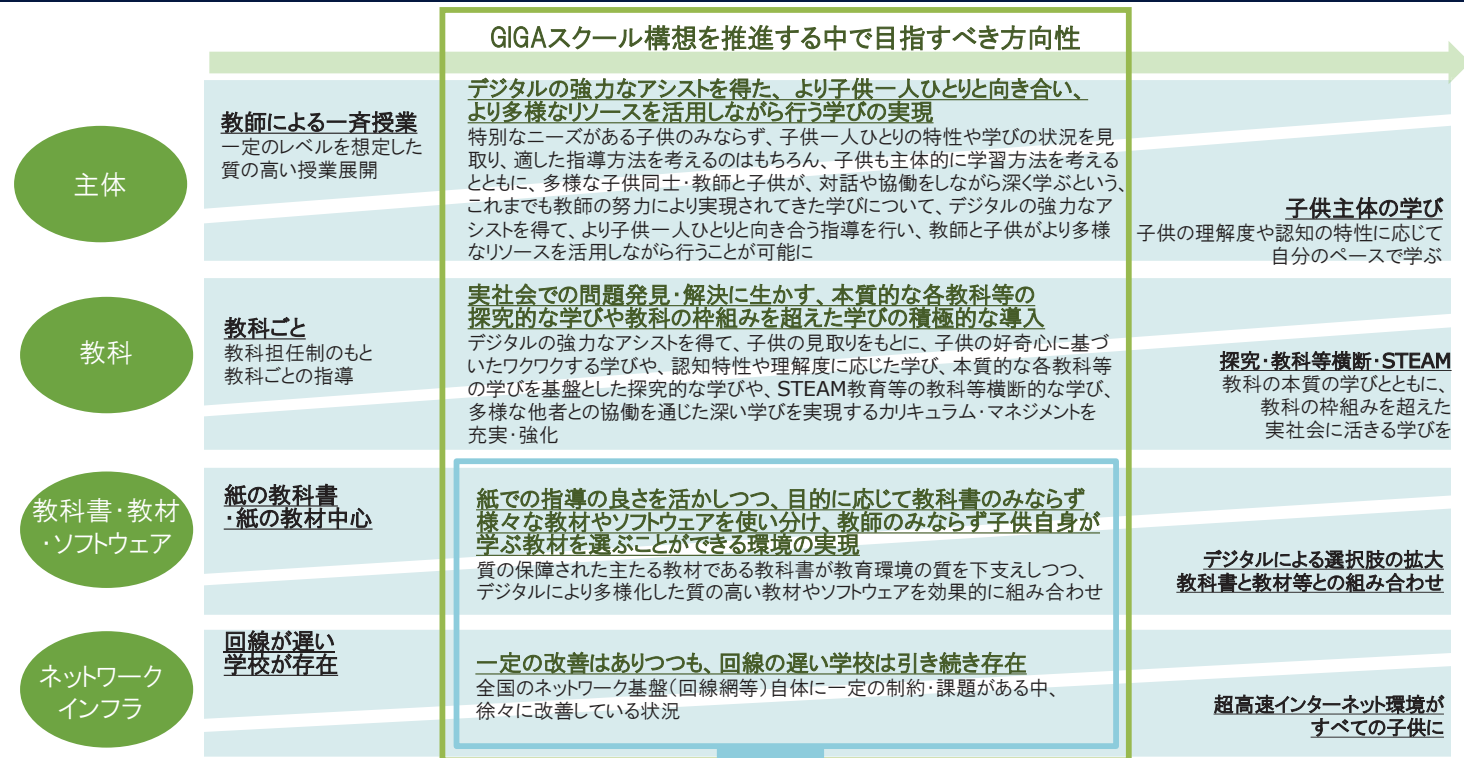 GIGAスクール構想を推進する中で目指すべき方向性
主体
教師による一斉授業
一定のレベルを想定した
質の高い授業展開
デジタルの強力なアシストを得た、より子供一人ひとりと向き合い、
より多様なリソースを活用しながら行う学びの実現
特別なニーズがある子供のみならず、子供一人ひとりの特性や学びの状況を見
取り、適した指導方法を考えるのはもちろん、子供も主体的に学習方法を考える
とともに、多様な子供同士・教師と子供が、対話や協働をしながら深く学ぶという、
これまでも教師の努力により実現されてきた学びについて、デジタルの強力なア
シストを得て、より子供一人ひとりと向き合う指導を行い、教師と子供がより多様
なリソースを活用しながら行うことが可能に
子供主体の学び
子供の理解度や認知の特性に応じて
自分のペースで学ぶ
教科
教科ごと
教科担任制のもと
教科ごとの指導
実社会での問題発見・解決に生かす、本質的な各教科等の
探究的な学びや教科の枠組みを超えた学びの積極的な導入
デジタルの強力なアシストを得て、子供の見取りをもとに、子供の好奇心に基づ
いたワクワクする学びや、認知特性や理解度に応じた学び、本質的な各教科等
の学びを基盤とした探究的な学びや、STEAM教育等の教科等横断的な学び、
多様な他者との協働を通じた深い学びを実現するカリキュラム・マネジメントを
充実・強化
探究・教科等横断・STEAM
教科の本質の学びとともに、
教科の枠組みを超えた
実社会に活きる学びを
教科書・教材
・ソフトウェア
紙の教科書
・紙の教材中心
紙での指導の良さを活かしつつ、目的に応じて教科書のみならず
様々な教材やソフトウェアを使い分け、教師のみならず子供自身が
学ぶ教材を選ぶことができる環境の実現
質の保障された主たる教材である教科書が教育環境の質を下支えしつつ、
デジタルにより多様化した質の高い教材やソフトウェアを効果的に組み合わせ
デジタルによる選択肢の拡大
教科書と教材等との組み合わせ
ネットワーク
インフラ
回線が遅い
学校が存在
一定の改善はありつつも、回線の遅い学校は引き続き存在
全国のネットワーク基盤(回線網等)自体に一定の制約・課題がある中、
徐々に改善している状況
超高速インターネット環境が
すべての子供に